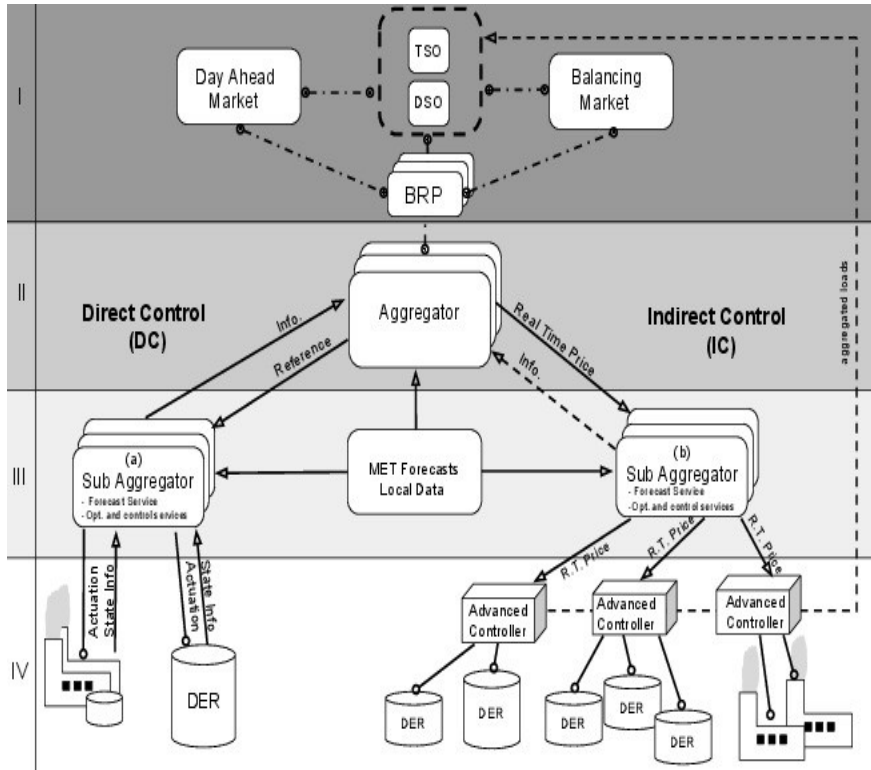 I
TSO
DSO
Day Ahead
Market
Balancing
Market
BRP
II
Direct Control
(DC)
Info.
Reference
Aggregator
Real Time Price
Info.
Indirect Control
(IC)
aggregated loads
III
(a)
Sub Aggregator
- Forecast Service
- Opt. and control services
MET Forecasts
Local Data
(b)
Sub Aggregator
- Forecast Service
- Opt. and control services
R.T. Price
R.T. Price
R.T. Price
IV
Actuation
State Info
Actuation
State Info
DER
Advanced
Controller
Advanced
Controller
Advanced
Controller
DER
DER
DER
DER
DER